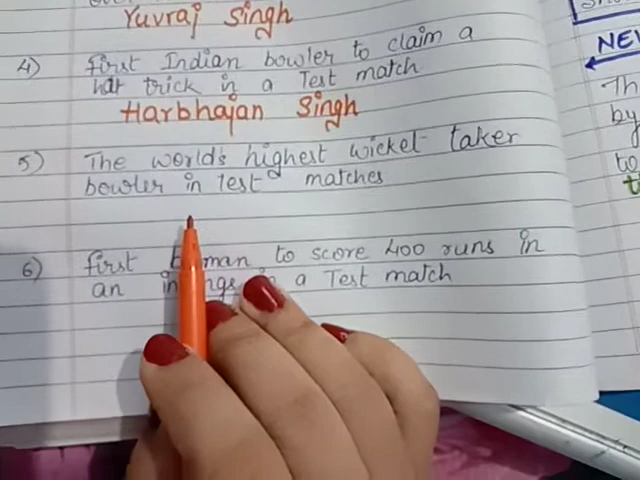 Yuvraj Singh
4) first Indian bowler to claim a
hat trick in a Test match
Harbhajan Singh
5) The world's highest wicket taker
bowler in Test matches
6) first to score 400 runs in
an in a Test match
NEW
Th
by
to
t